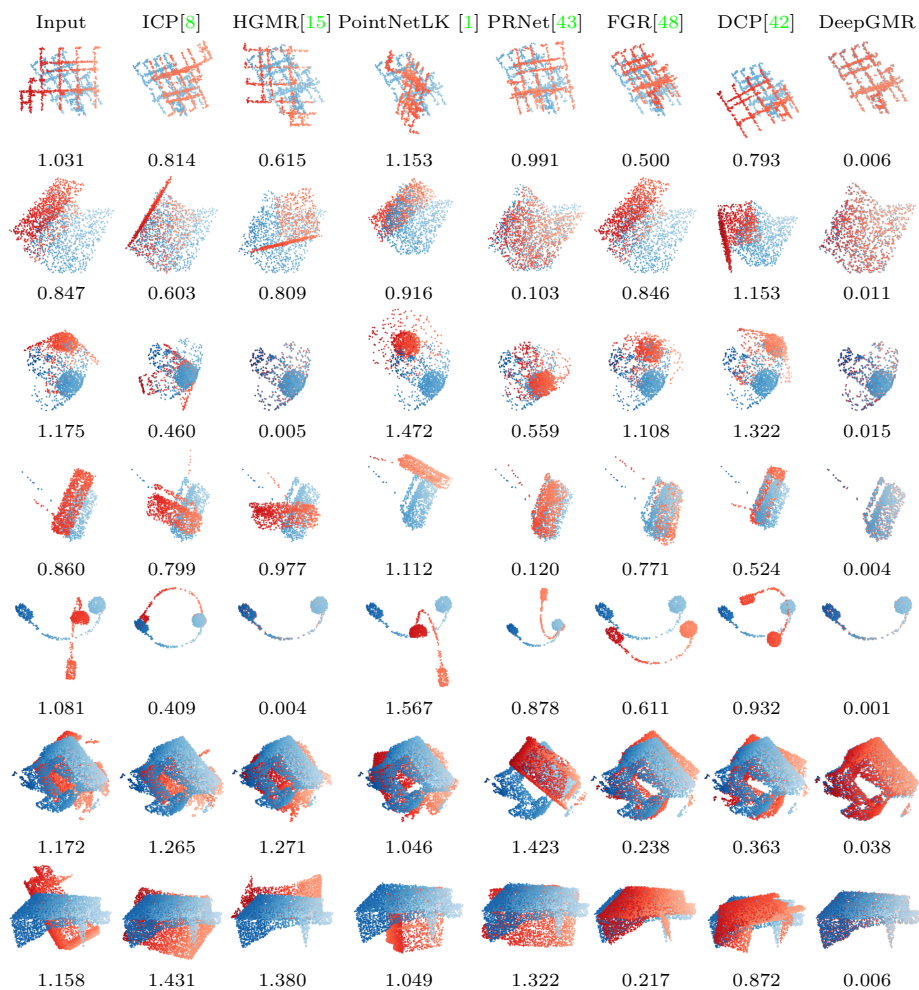 Input ICP[8] HGMR[15] PointNetLK [1] PRNet[43] FGR[48] DCP[42] DeepGMR
1.031 0.814 0.615 1.153 0.991 0.500 0.793 0.006
0.847 0.603 0.809 0.916 0.103 0.846 1.153 0.011
1.175 0.460 0.005 1.472 0.559 1.108 1.322 0.015
0.860 0.799 0.977 1.112 0.120 0.771 0.524 0.004
1.081 0.409 0.004 1.567 0.878 0.611 0.932 0.001
1.172 1.265 1.271 1.046 1.423 0.238 0.363 0.038
1.158 1.431 1.380 1.049 1.322 0.217 0.872 0.006